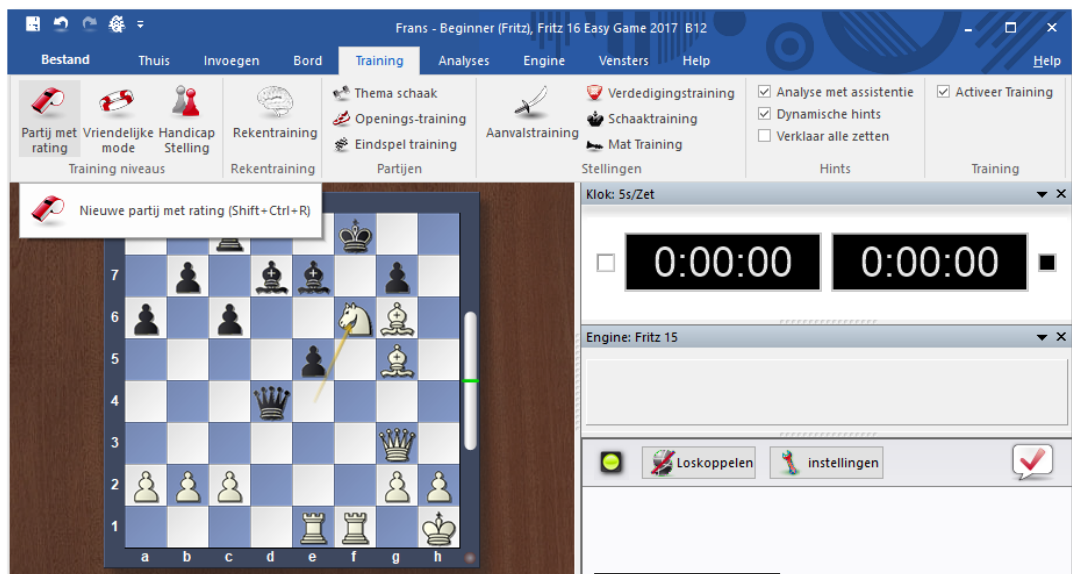 Frans - Beginner (Fritz), Fritz 16 Easy Game 2017 B12
Bestand Thuis Invoegen Bord Training Analyses Engine Vensters Help Help
Partij met rating
Vriendelijke mode
Handicap Stelling
Training niveaus
Rekentraining
Rekentraining
Thema schaak
Openings-training
Eindspel training
Partijen
Aanvalstraining
Verdedigingstraining
Schaaktraining
Mat Training
Stellingen
Analyse met assistentie
Dynamische hints
Verklaar alle zetten
Hints
Activeer Training
Training
Nieuwe partij met rating (Shift+Ctrl+R)
Klok: 5s/Zet
0:00:00 0:00:00
Engine: Fritz 15
Loskoppelen instellingen
7
6
5
4
3
2
1
a b c d e f g h